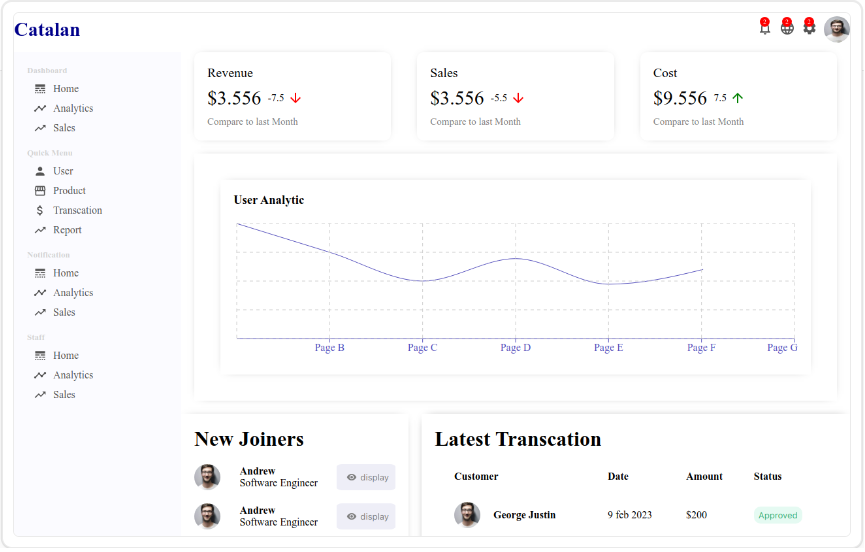 Catalan
2 2 2
Dashboard
Home
Analytics
Sales
Quick Menu
User
Product
Transcation
Report
Notification
Home
Analytics
Sales
Staff
Home
Analytics
Sales
Revenue
$3.556 -7.5
Compare to last Month
Sales
$3.556 -5.5
Compare to last Month
Cost
$9.556 7.5
Compare to last Month
User Analytic
Page B Page C Page D Page E Page F Page G
New Joiners
Andrew
Software Engineer
display
Andrew
Software Engineer
display
Latest Transcation
Customer Date Amount Status
George Justin 9 feb 2023 $200 Approved